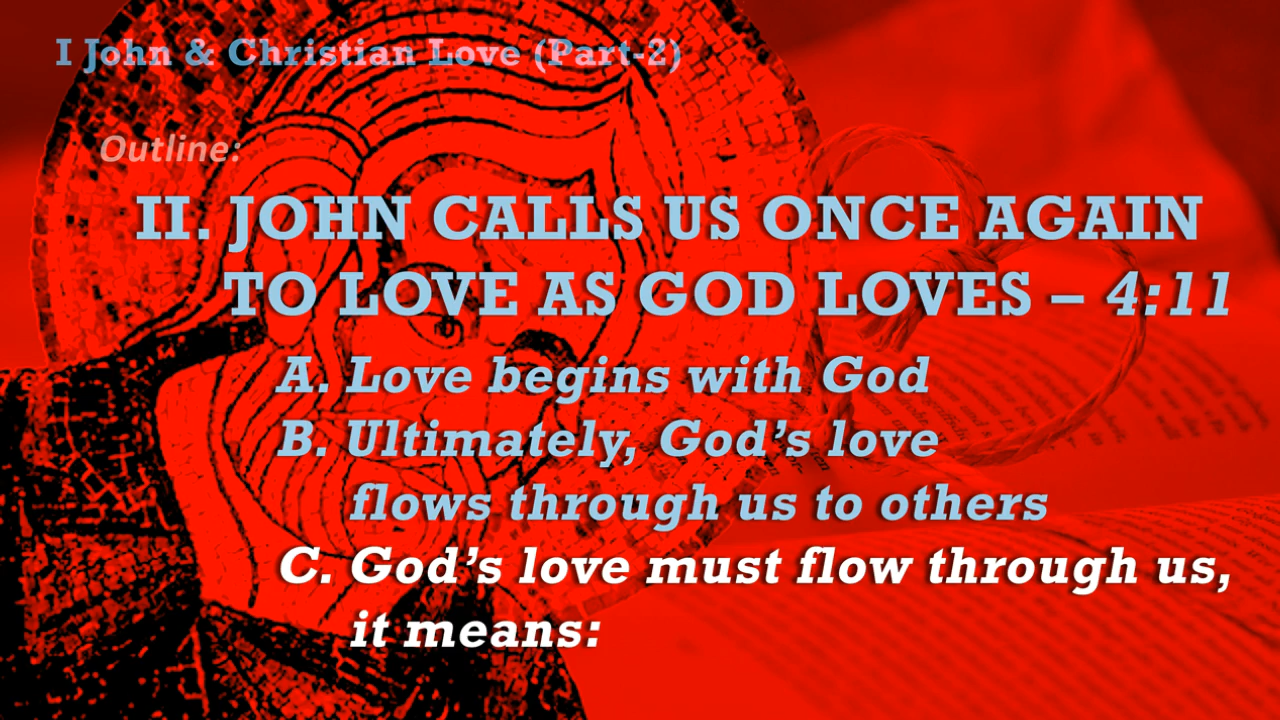 I John & Christian Love (Part-2)
Outline:
II. JOHN CALLS US ONCE AGAIN
TO LOVE AS GOD LOVES – 4:11
A. Love begins with God
B. Ultimately, God’s love
flows through us to others
C. God’s love must flow through us,
it means: